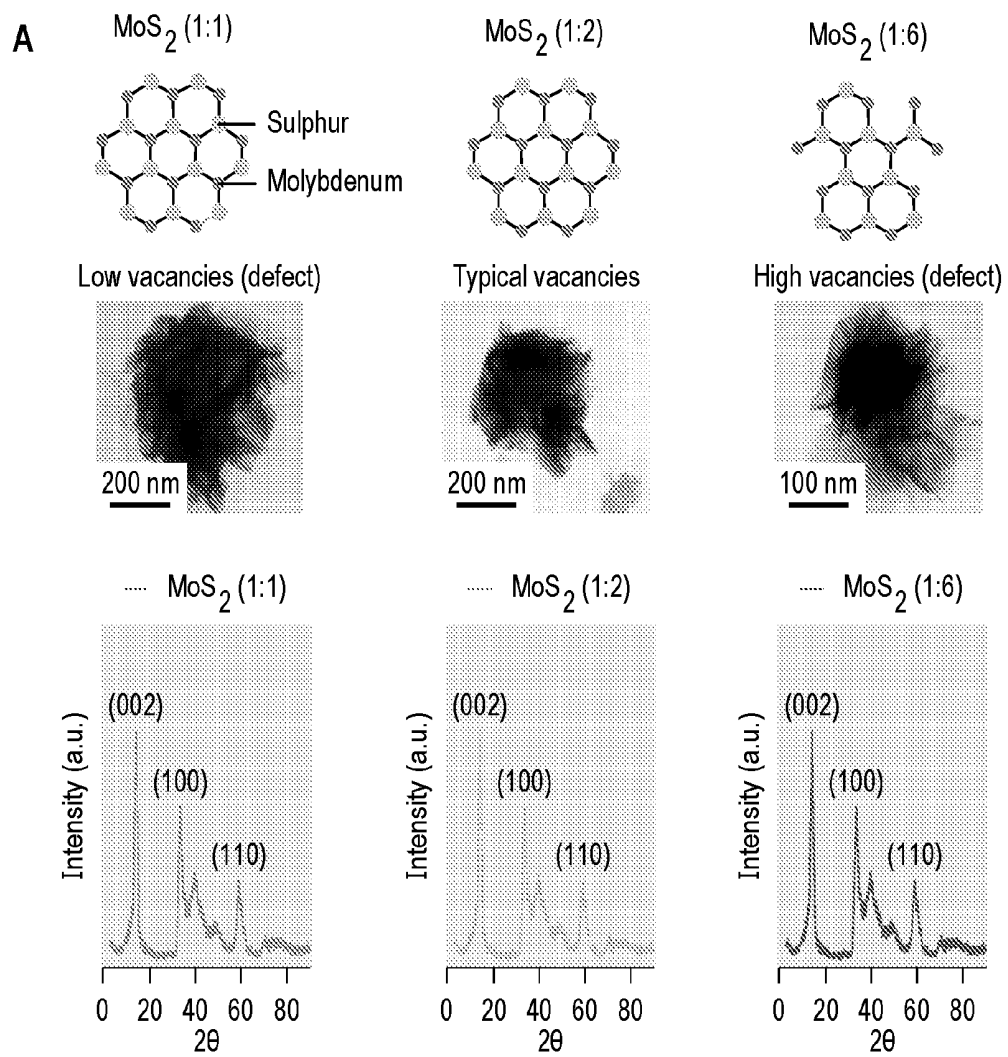 A
MoS2 (1:1)
MoS2 (1:2)
MoS2 (1:6)
Sulphur
Molybdenum
Low vacancies (defect)
Typical vacancies
High vacancies (defect)
200 nm
200 nm
100 nm
MoS2 (1:1)
MoS2 (1:2)
MoS2 (1:6)
Intensity (a.u.)
(002)
(100)
(110)
0 20 40 60 80
2θ
Intensity (a.u.)
(002)
(100)
(110)
0 20 40 60 80
2θ
Intensity (a.u.)
(002)
(100)
(110)
0 20 40 60 80
2θ